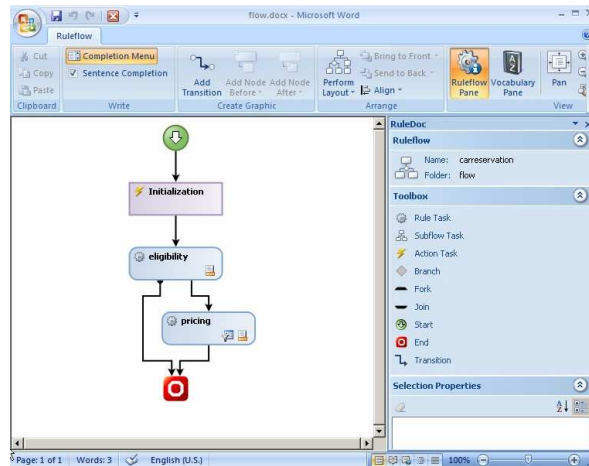 flow.docx - Microsoft Word
Ruleflow
Cut
Copy
Paste
Clipboard
Completion Menu
Sentence Completion
Write
Add Transition
Add Node Before
Add Node After
Create Graphic
Perform Layout
Bring to Front
Send to Back
Align
Arrange
Ruleflow Pane
Vocabulary Pane
Pan
View
Initialization
eligibility
pricing
RuleDoc
Ruleflow
Name: carreservation
Folder: flow
Toolbox
Rule Task
Subflow Task
Action Task
Branch
Fork
Join
Start
End
Transition
Selection Properties
Page: 1 of 1 Words: 3 English (U.S.) 100%